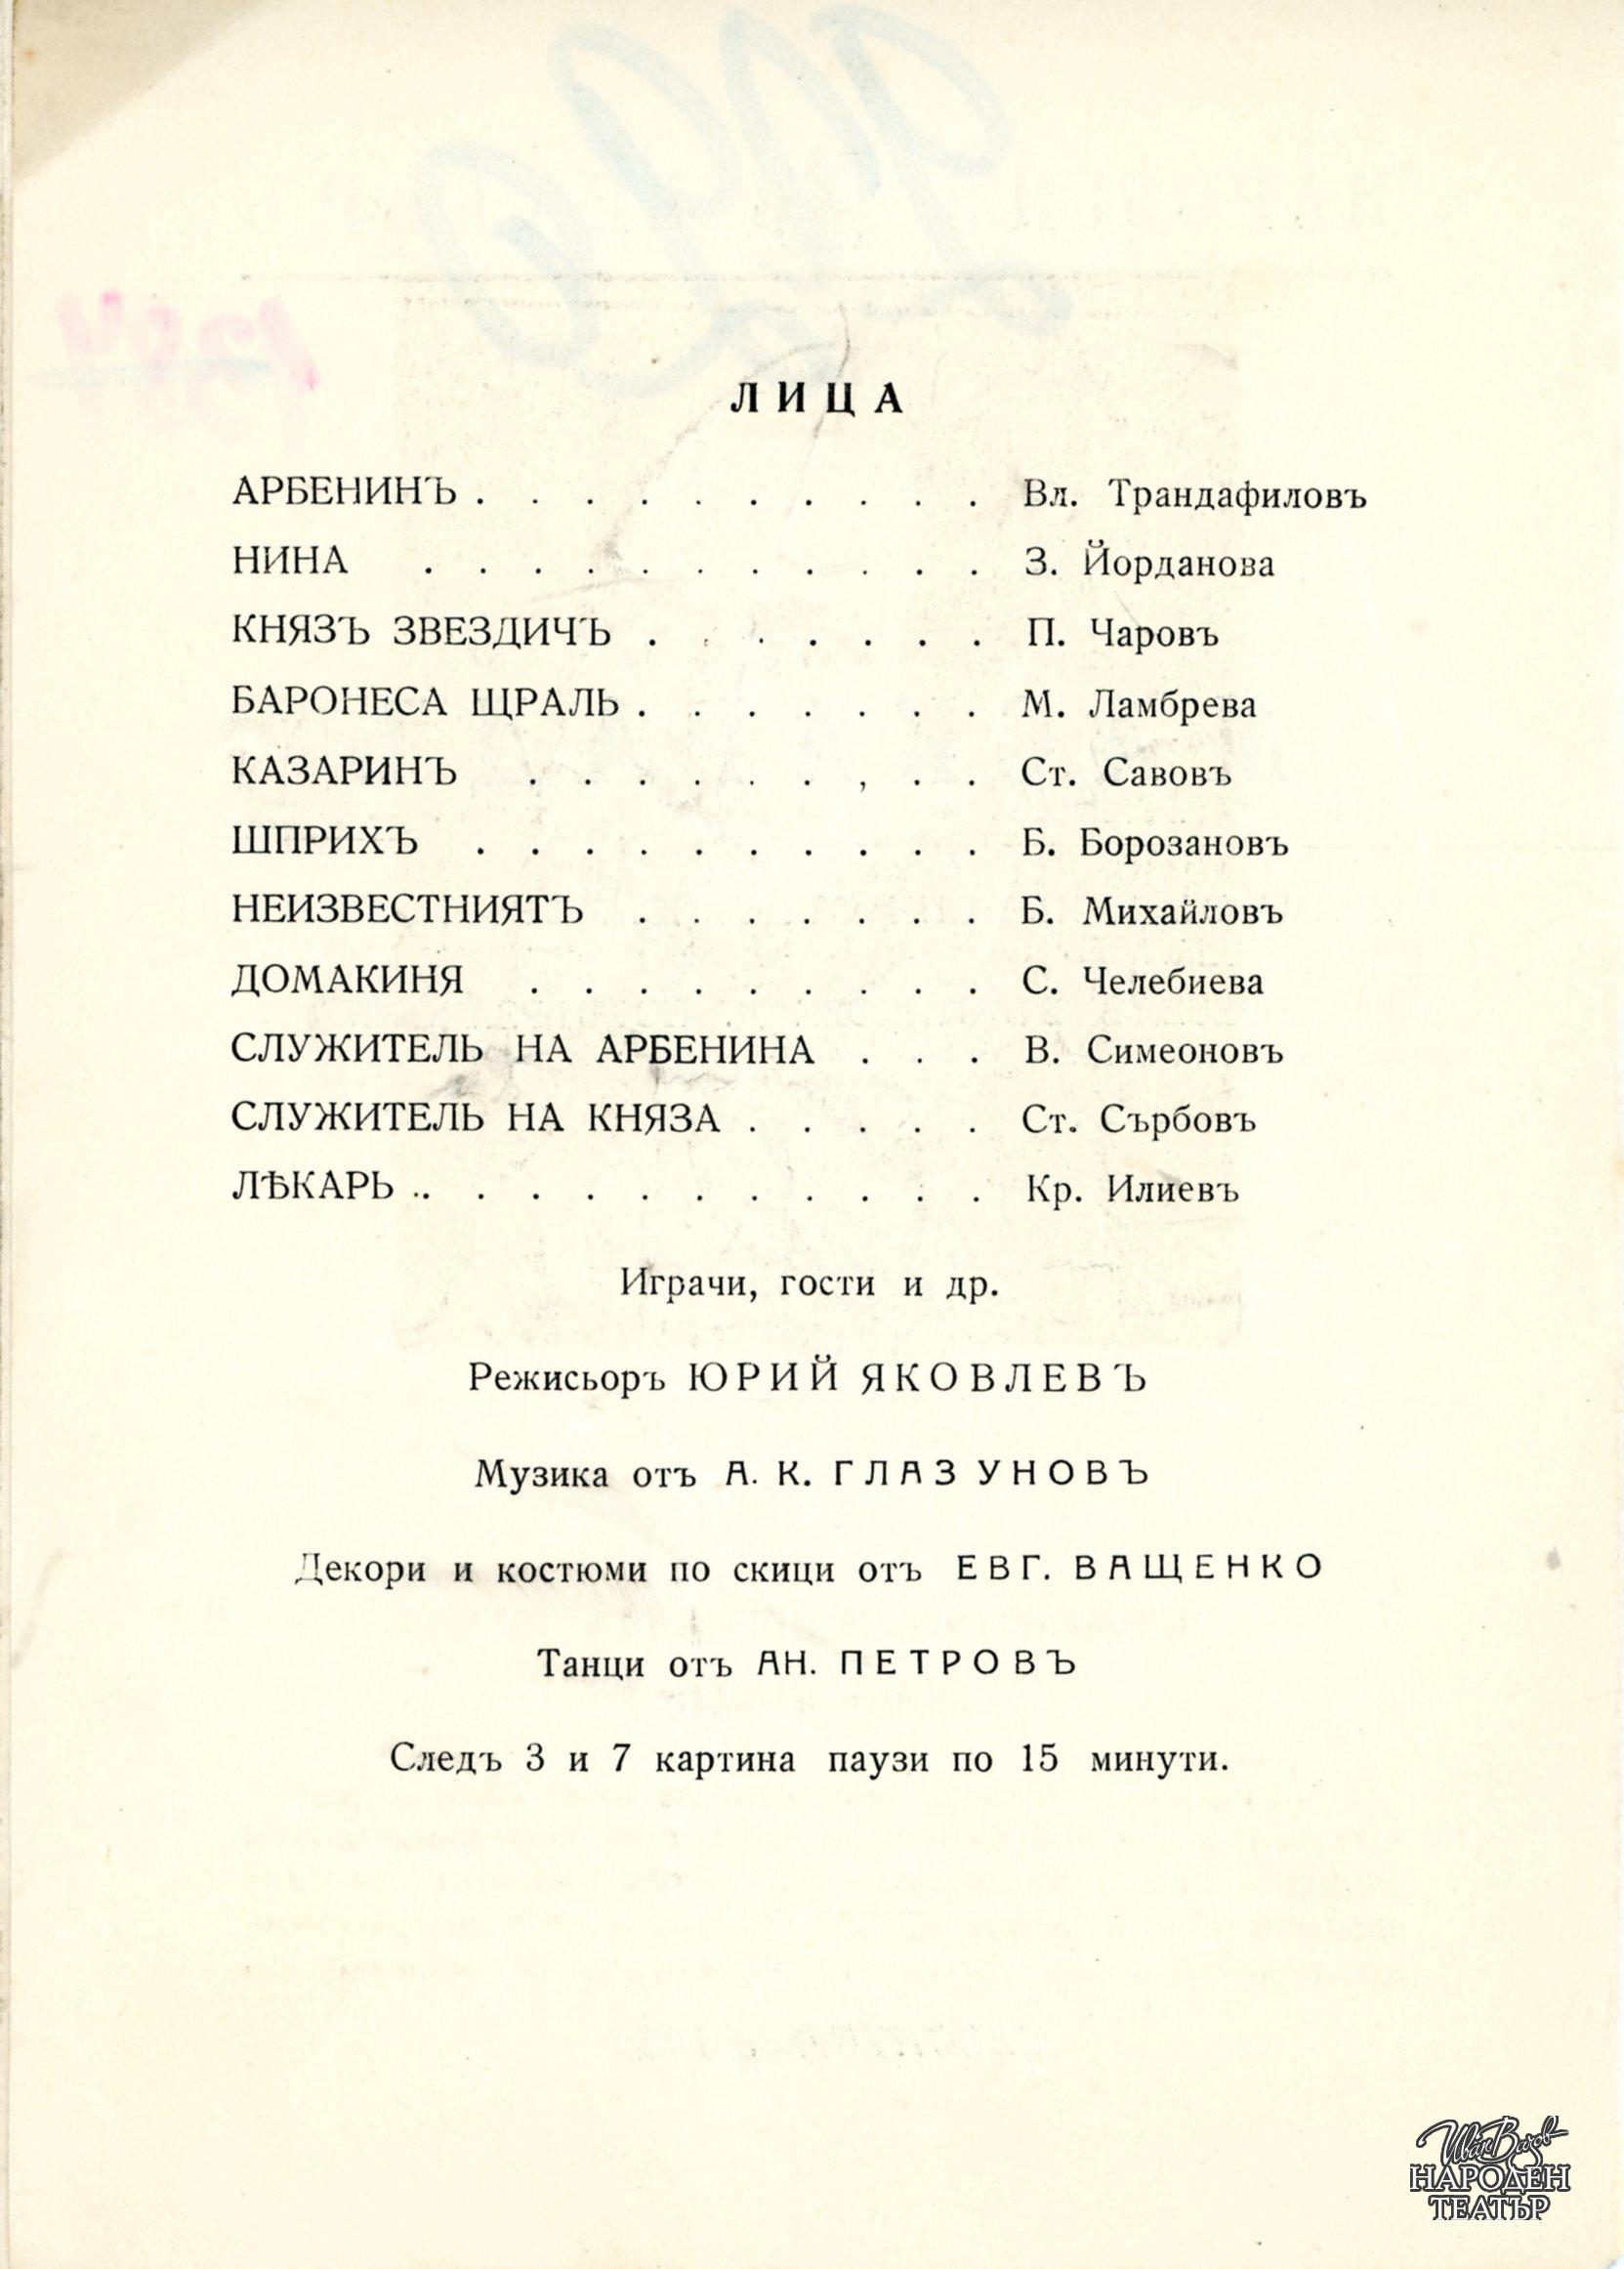 ЛИЦА
АРБЕНИНЪ . . . . . . . . . . Вл. Трандафиловъ
НИНА . . . . . . . . . . . З. Йорданова
КНЯЗЪ ЗВЕЗДИЧЪ . . . . . . . П. Чаровъ
БАРОНЕСА ЩРАЛЬ . . . . . . . М. Ламбрева
КАЗАРИНЪ . . . . . . , . . Ст. Савовъ
ШПРИХЪ . . . . . . . . . . Б. Борозановъ
НЕИЗВЕСТНИЯТЪ . . . . . . . Б. Михайловъ
ДОМАКИНЯ . . . . . . . . . С. Челебиева
СЛУЖИТЕЛЬ НА АРБЕНИНА . . . В. Симеоновъ
СЛУЖИТЕЛЬ НА КНЯЗА . . . . . Ст. Сърбовъ
ЛѢКАРЬ .. . . . . . . . . . . Кр. Илиевъ
Играчи, гости и др.
Режисьоръ ЮРИЙ ЯКОВЛЕВЪ
Музика отъ А. К. ГЛАЗУНОВЪ
Декори и костюми по скици отъ ЕВГ. ВАЩЕНКО
Танци отъ АН. ПЕТРОВЪ
Следъ 3 и 7 картина паузи по 15 минути.
Иван Вазов
НАРОДЕН
ТЕАТЪР